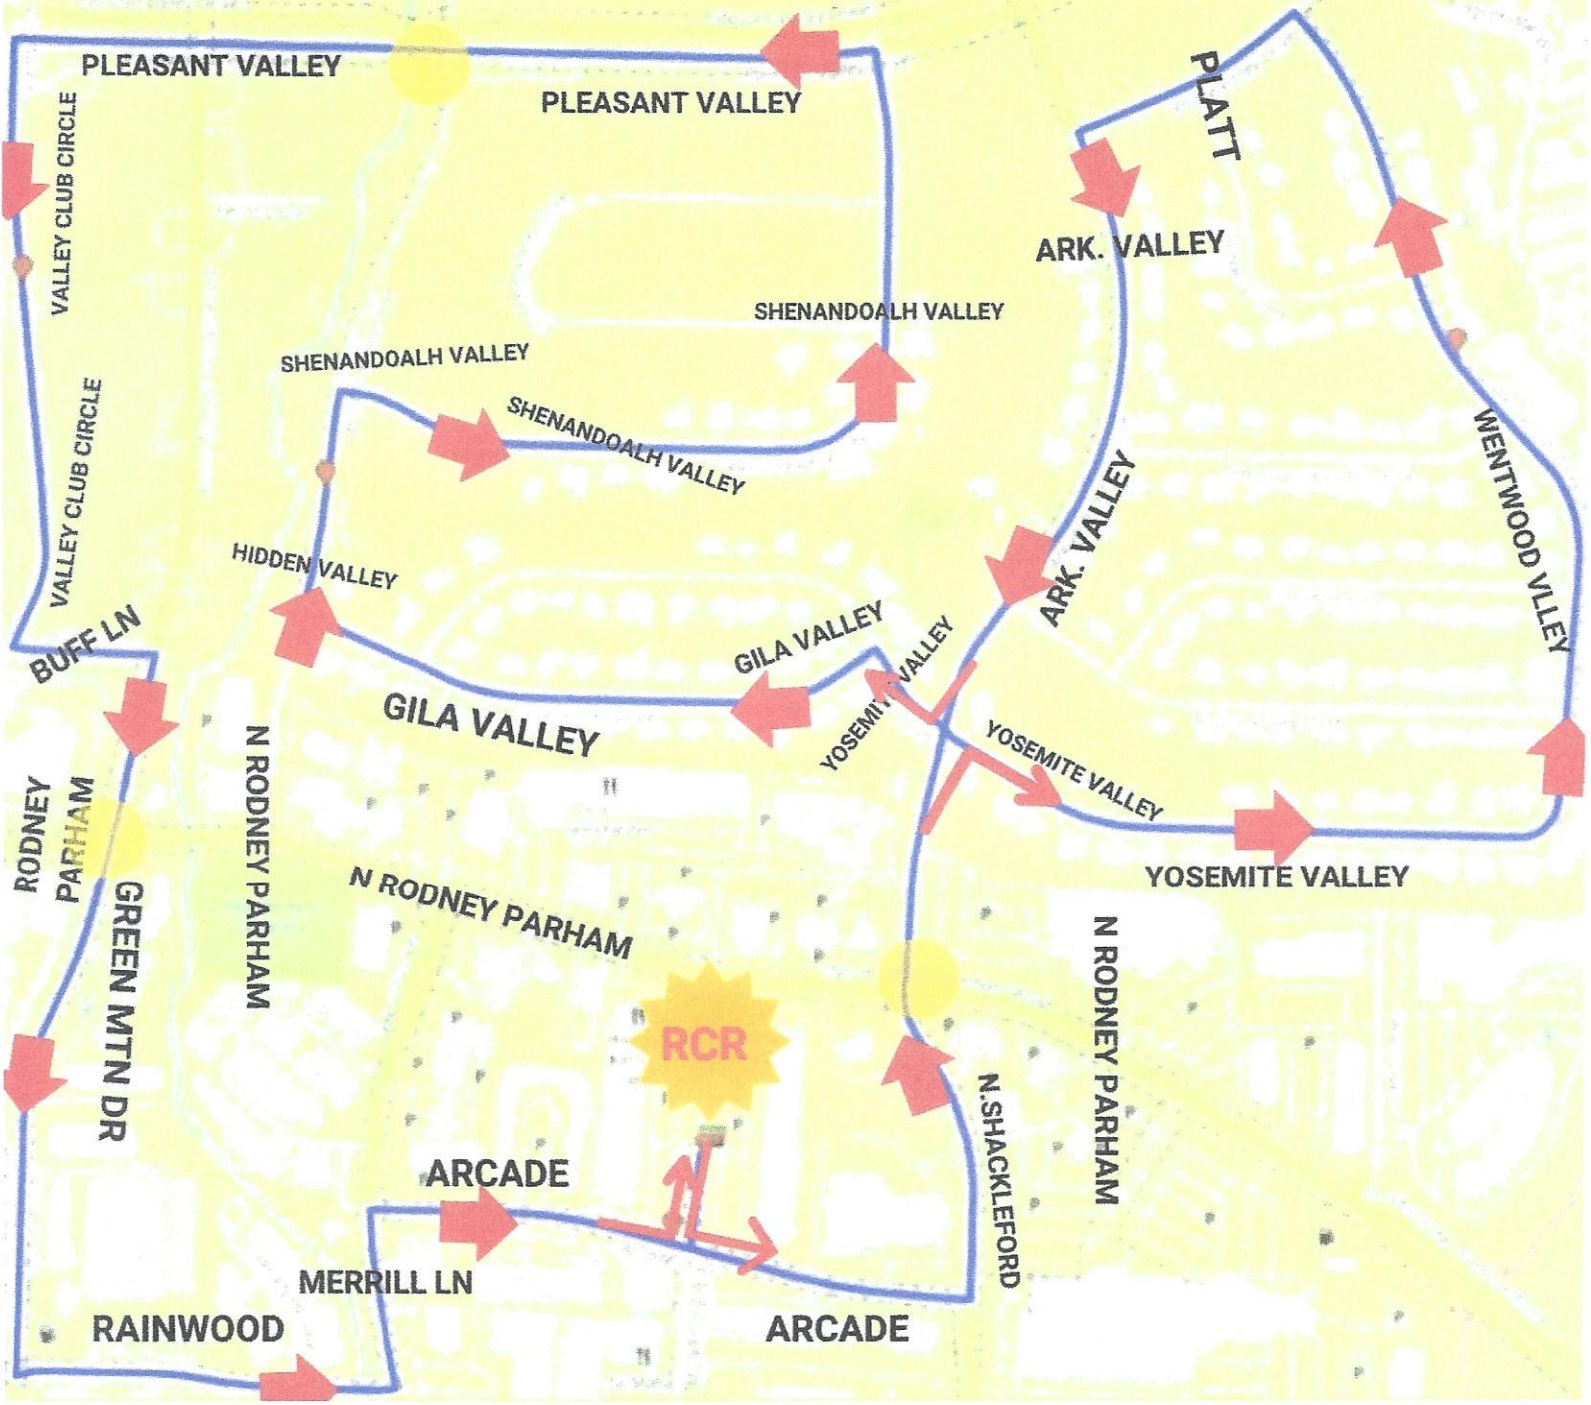 PLEASANT VALLEY
PLEASANT VALLEY
PLATT
VALLEY CLUB CIRCLE
ARK. VALLEY
SHENANDOALH VALLEY
SHENANDOALH VALLEY
SHENANDOALH VALLEY
VALLEY CLUB CIRCLE
ARK. VALLEY
WENTWOOD VLLEY
HIDDEN VALLEY
BUFF LN
GILA VALLEY
YOSEMITE VALLEY
GILA VALLEY
YOSEMITE VALLEY
YOSEMITE VALLEY
RODNEY
PARHAM
N RODNEY PARHAM
N RODNEY PARHAM
GREEN MTN DR
N RODNEY PARHAM
RCR
N.SHACKLEFORD
ARCADE
MERRILL LN
RAINWOOD
ARCADE